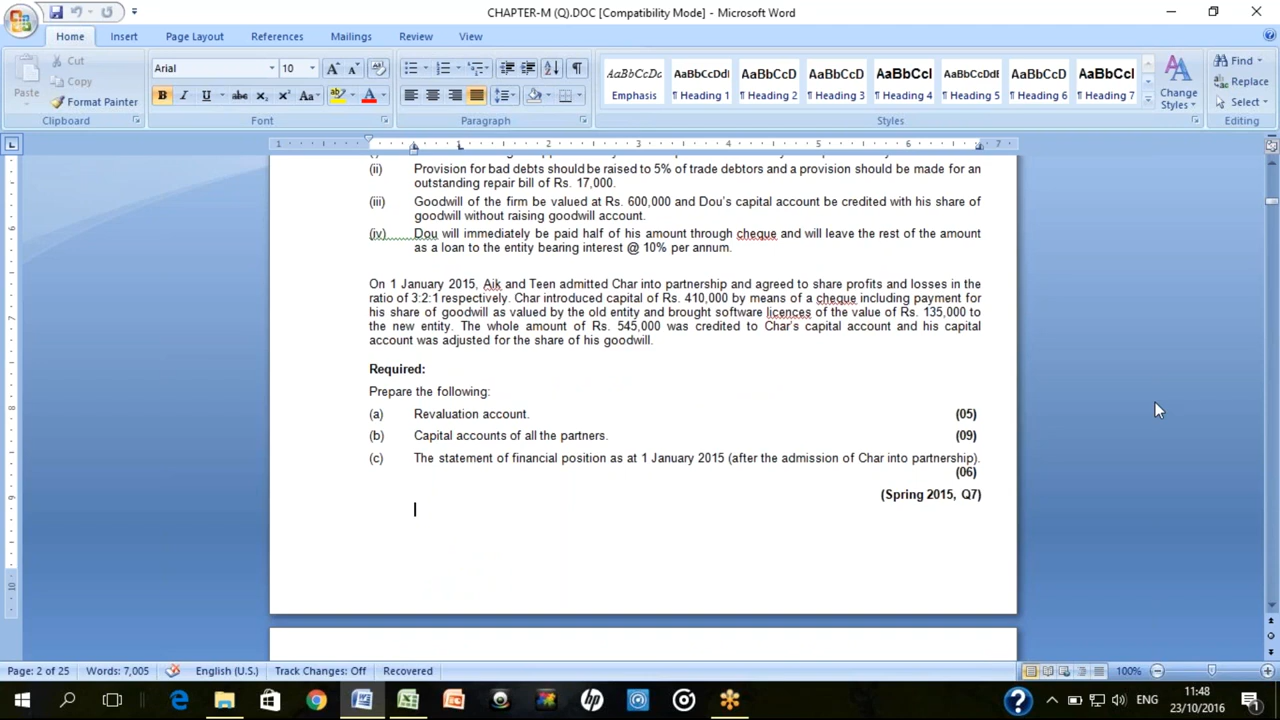 CHAPTER-M (Q).DOC [Compatibility Mode] - Microsoft Word
Home Insert Page Layout References Mailings Review View
Cut
Copy
Format Painter
Paste
Clipboard
Arial 10
Font
Paragraph
AaBbCcDc AaBbCcDdI AaBbCcD AaBbCcD AaBbCcI AaBbCcDdE AaBbCcD AaBbCcI
Emphasis ¶ Heading 1 ¶ Heading 2 ¶ Heading 3 ¶ Heading 4 ¶ Heading 5 ¶ Heading 6 ¶ Heading 7
Change Styles
Styles
Find
Replace
Select
Editing
(ii) Provision for bad debts should be raised to 5% of trade debtors and a provision should be made for an
outstanding repair bill of Rs. 17,000.
(iii) Goodwill of the firm be valued at Rs. 600,000 and Dou's capital account be credited with his share of
goodwill without raising goodwill account.
(iv) Dou will immediately be paid half of his amount through cheque and will leave the rest of the amount
as a loan to the entity bearing interest @ 10% per annum.
On 1 January 2015, Aik and Teen admitted Char into partnership and agreed to share profits and losses in the
ratio of 3:2:1 respectively. Char introduced capital of Rs. 410,000 by means of a cheque including payment for
his share of goodwill as valued by the old entity and brought software licences of the value of Rs. 135,000 to
the new entity. The whole amount of Rs. 545,000 was credited to Char's capital account and his capital
account was adjusted for the share of his goodwill.
Required:
Prepare the following:
(a) Revaluation account. (05)
(b) Capital accounts of all the partners. (09)
(c) The statement of financial position as at 1 January 2015 (after the admission of Char into partnership).
(06)
(Spring 2015, Q7)
Page: 2 of 25 Words: 7,005 English (U.S.) Track Changes: Off Recovered 100%
ENG 11:48
23/10/2016